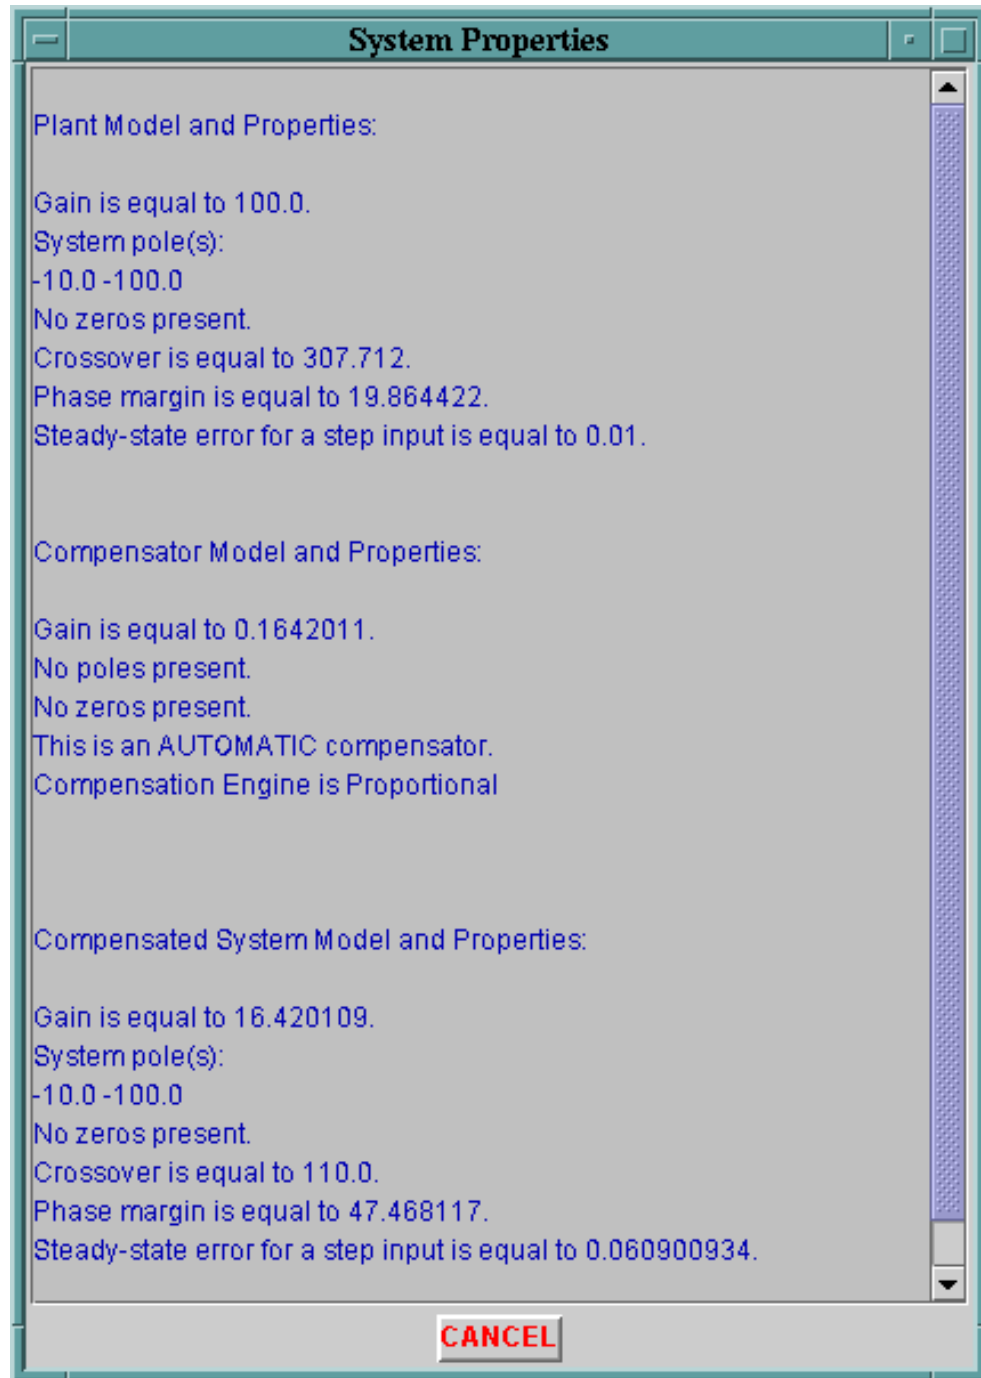 System Properties
Plant Model and Properties:
Gain is equal to 100.0.
System pole(s):
-10.0 -100.0
No zeros present.
Crossover is equal to 307.712.
Phase margin is equal to 19.864422.
Steady-state error for a step input is equal to 0.01.
Compensator Model and Properties:
Gain is equal to 0.1642011.
No poles present.
No zeros present.
This is an AUTOMATIC compensator.
Compensation Engine is Proportional
Compensated System Model and Properties:
Gain is equal to 16.420109.
System pole(s):
-10.0 -100.0
No zeros present.
Crossover is equal to 110.0.
Phase margin is equal to 47.468117.
Steady-state error for a step input is equal to 0.060900934.
CANCEL